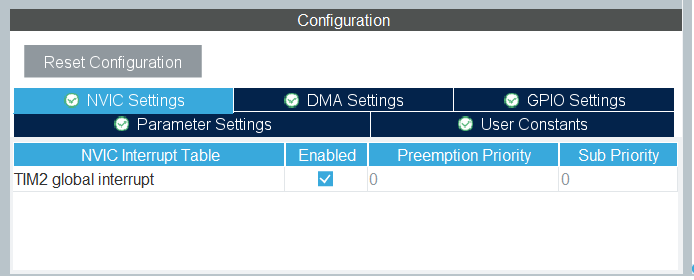 Configuration
Reset Configuration
NVIC Settings DMA Settings GPIO Settings
Parameter Settings User Constants
NVIC Interrupt Table Enabled Preemption Priority Sub Priority
TIM2 global interrupt 0 0